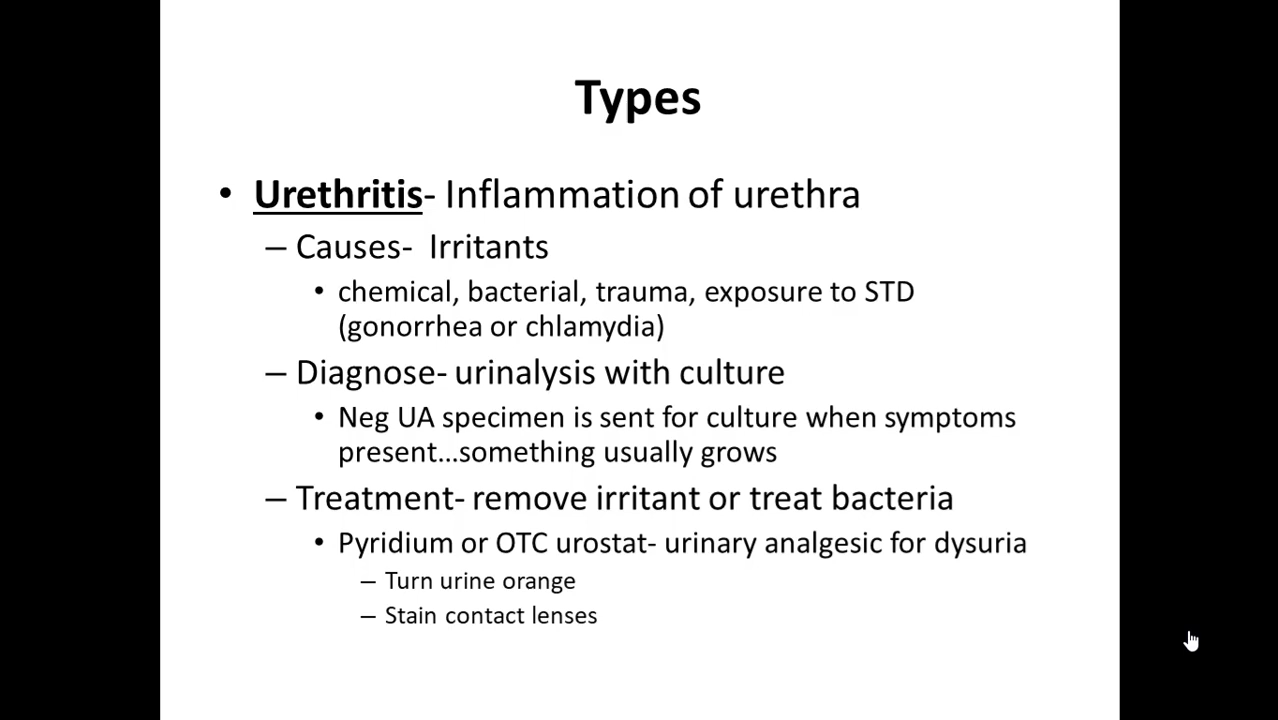 Types
• Urethritis- Inflammation of urethra
– Causes- Irritants
• chemical, bacterial, trauma, exposure to STD
(gonorrhea or chlamydia)
– Diagnose- urinalysis with culture
• Neg UA specimen is sent for culture when symptoms
present…something usually grows
– Treatment- remove irritant or treat bacteria
• Pyridium or OTC urostat- urinary analgesic for dysuria
– Turn urine orange
– Stain contact lenses